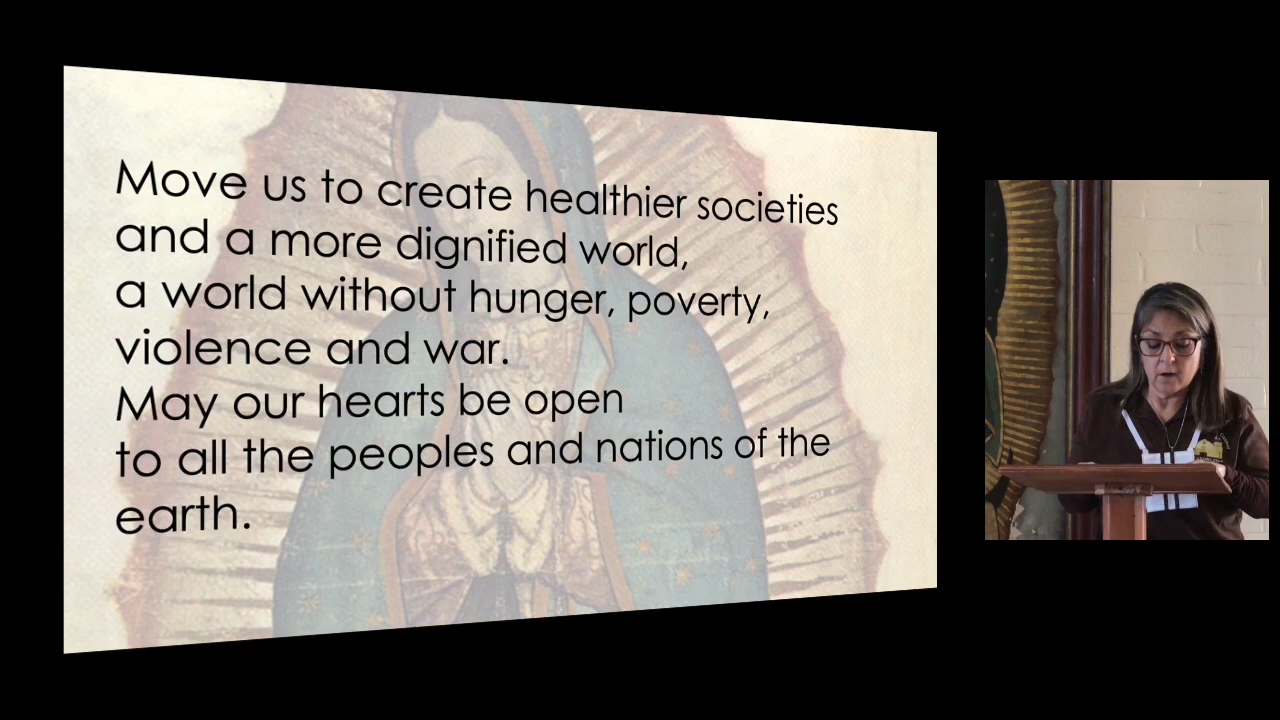 Move us to create healthier societies
and a more dignified world,
a world without hunger, poverty,
violence and war.
May our hearts be open
to all the peoples and nations of the
earth.